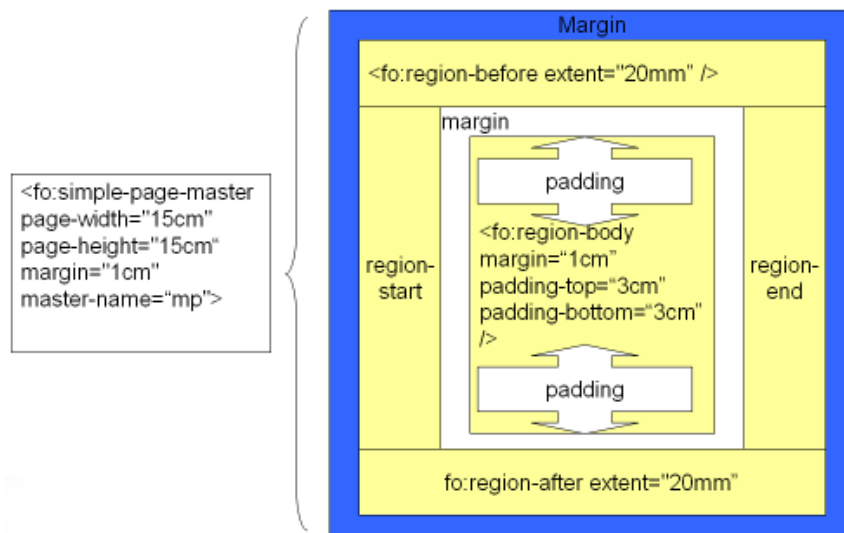 Margin
<fo:region-before extent="20mm" />
margin
padding
<fo:simple-page-master
page-width="15cm"
page-height="15cm“
margin="1cm"
master-name=“mp”>
<fo:region-body
margin=“1cm”
padding-top=“3cm”
padding-bottom=“3cm”
/>
region-
start
region-
end
padding
fo:region-after extent="20mm”